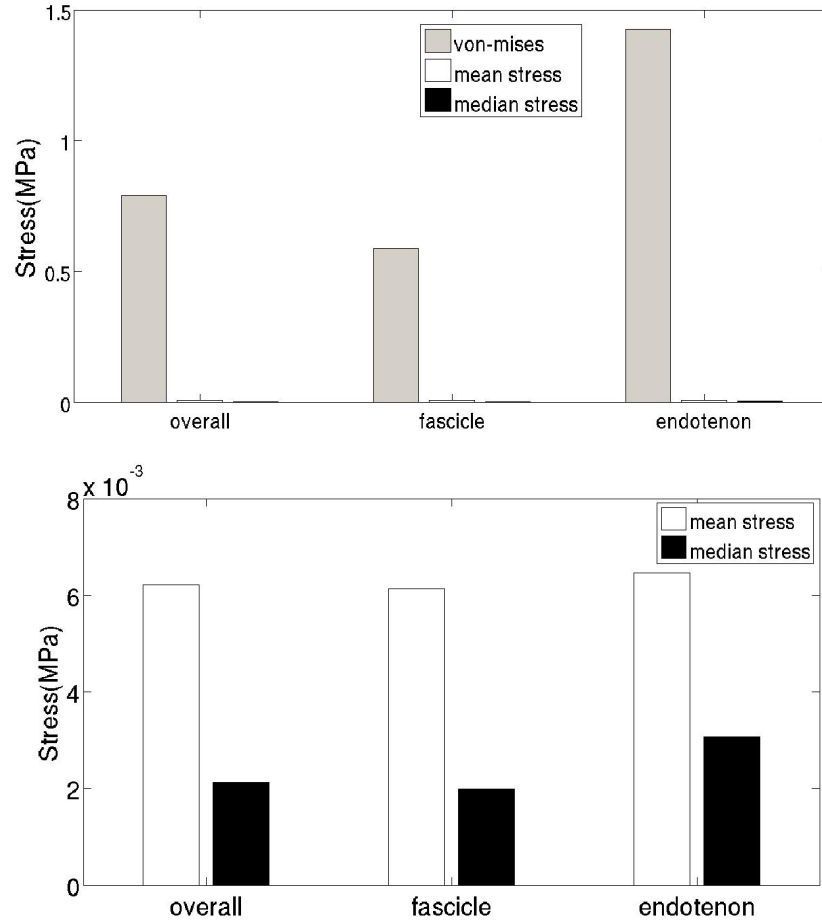 1.5
von-mises
mean stress
median stress
1
Stress(MPa)
0.5
0
overall fascicle endotenon
x 10-3
8
mean stress
median stress
6
Stress(MPa)
4
2
0
overall fascicle endotenon